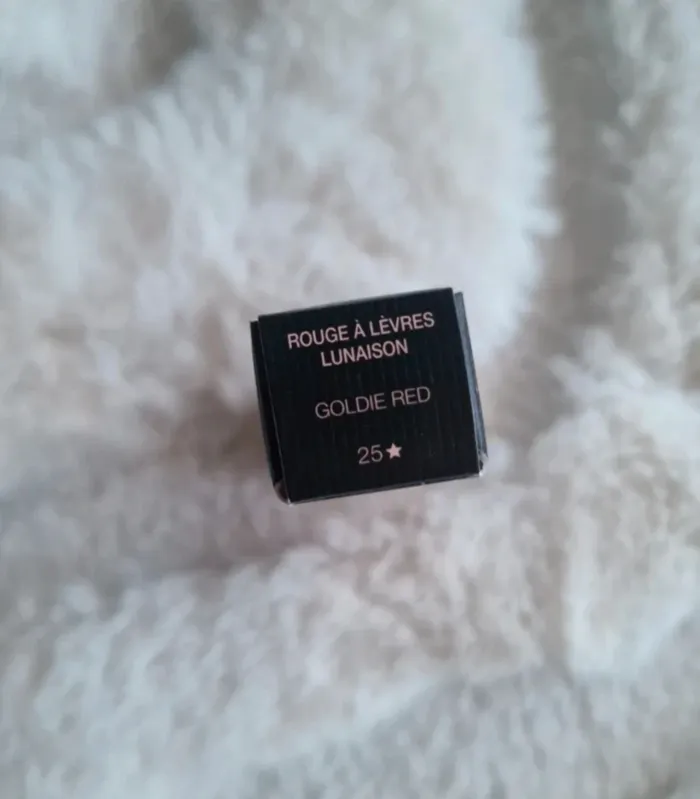 ROUGE À LÈVRES
LUNAISON
GOLDIE RED
25★